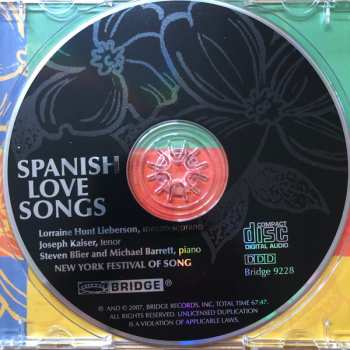 SPANISH
LOVE
SONGS
Lorraine Hunt Lieberson, mezzo-soprano
Joseph Kaiser, tenor
Steven Blier and Michael Barrett, piano
NEW YORK FESTIVAL OF SONG
BRIDGE ®
COMPACT
disc
DIGITAL AUDIO
DDD
Bridge 9228
℗ AND © 2007, BRIDGE RECORDS, INC. TOTAL TIME 67:47.
ALL RIGHTS RESERVED. UNLICENSED DUPLICATION
IS A VIOLATION OF APPLICABLE LAWS.